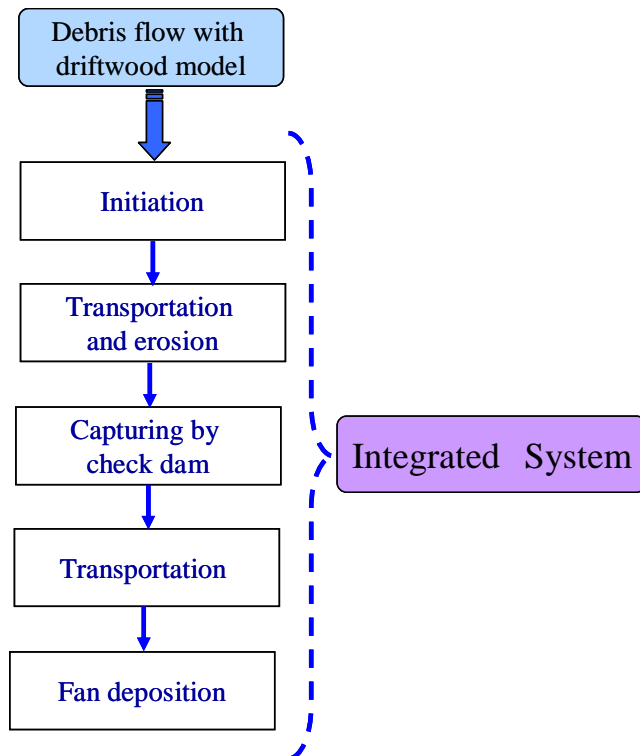 Debris flow with
driftwood model
Initiation
Transportation
and erosion
Capturing by
check dam
Integrated System
Transportation
Fan deposition